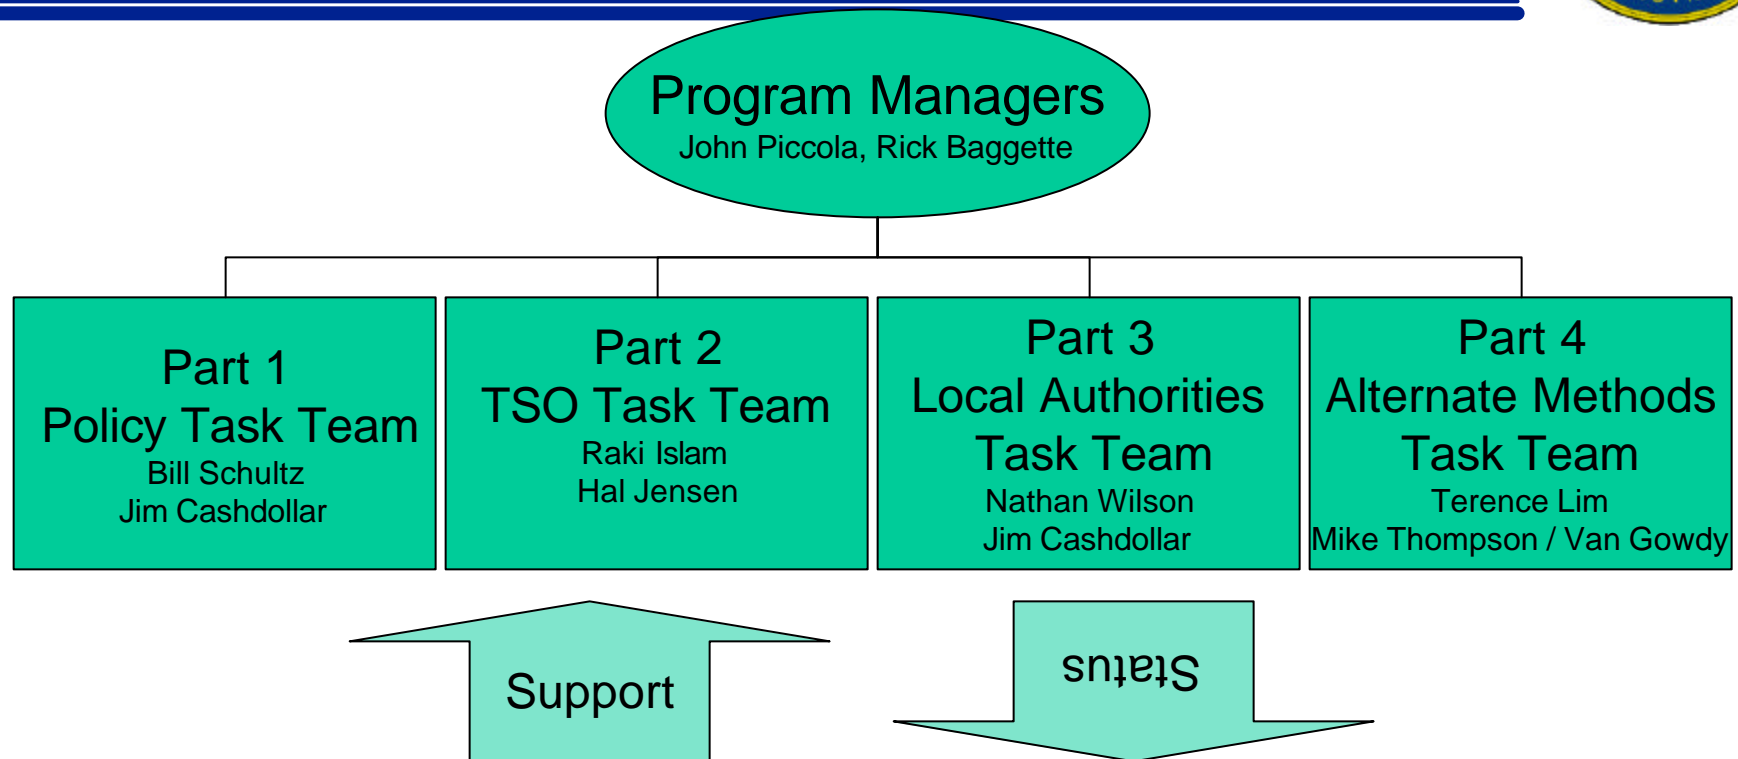 Program Managers
John Piccola, Rick Baggette
Part 1
Policy Task Team
Bill Schultz
Jim Cashdollar
Part 2
TSO Task Team
Raki Islam
Hal Jensen
Part 3
Local Authorities
Task Team
Nathan Wilson
Jim Cashdollar
Part 4
Alternate Methods
Task Team
Terence Lim
Mike Thompson / Van Gowdy
Support
Status